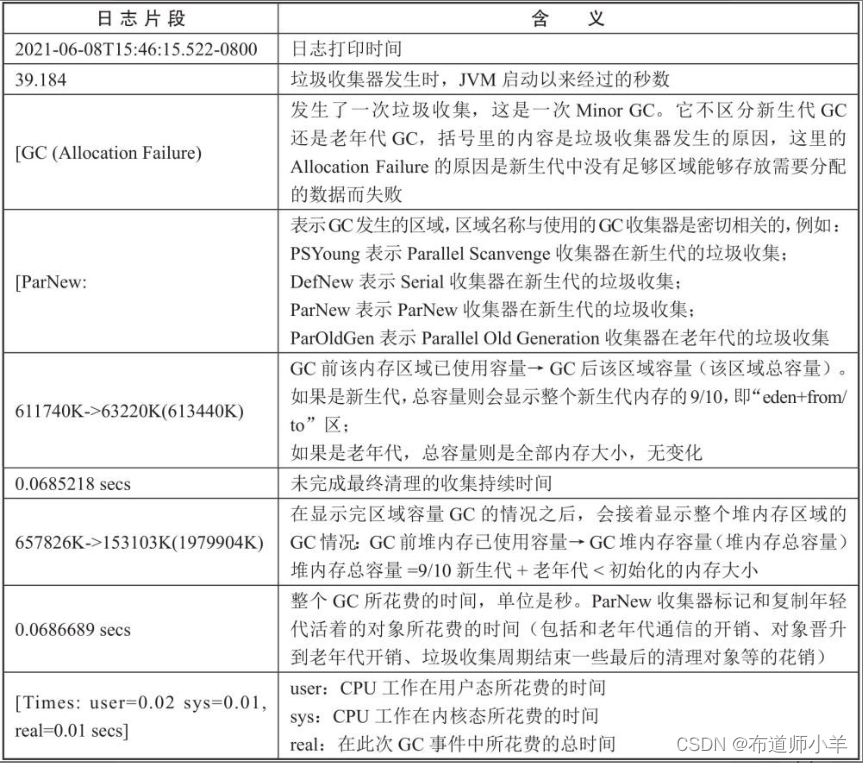 日志片段 含义
2021-06-08T15:46:15.522-0800 日志打印时间
39.184 垃圾收集器发生时，JVM 启动以来经过的秒数
[GC (Allocation Failure) 发生了一次垃圾收集，这是一次 Minor GC。它不区分新生代 GC
还是老年代 GC，括号里的内容是垃圾收集器发生的原因，这里的
Allocation Failure 的原因是新生代中没有足够区域能够存放需要分配
的数据而失败
[ParNew: 表示 GC 发生的区域，区域名称与使用的 GC 收集器是密切相关的，例如：
PSYoung 表示 Parallel Scanvenge 收集器在新生代的垃圾收集；
DefNew 表示 Serial 收集器在新生代的垃圾收集；
ParNew 表示 ParNew 收集器在新生代的垃圾收集；
ParOldGen 表示 Parallel Old Generation 收集器在老年代的垃圾收集
611740K->63220K(613440K) GC 前该内存区域已使用容量→ GC 后该区域容量（该区域总容量）。
如果是新生代，总容量则会显示整个新生代内存的 9/10，即“eden+from/
to”区；
如果是老年代，总容量则是全部内存大小，无变化
0.0685218 secs 未完成最终清理的收集持续时间
657826K->153103K(1979904K) 在显示完区域容量 GC 的情况之后，会接着显示整个堆内存区域的
GC 情况：GC 前堆内存已使用容量→ GC 堆内存容量（堆内存总容量）
堆内存总容量 =9/10 新生代 + 老年代 < 初始化的内存大小
0.0686689 secs 整个 GC 所花费的时间，单位是秒。ParNew 收集器标记和复制年轻
代活着的对象所花费的时间（包括和老年代通信的开销、对象晋升
到老年代开销、垃圾收集周期结束一些最后的清理对象等的花销）
[Times: user=0.02 sys=0.01,
real=0.01 secs]
user：CPU 工作在用户态所花费的时间
sys：CPU 工作在内核态所花费的时间
real：在此次 GC 事件中所花费的总时间
CSDN @布道师小羊